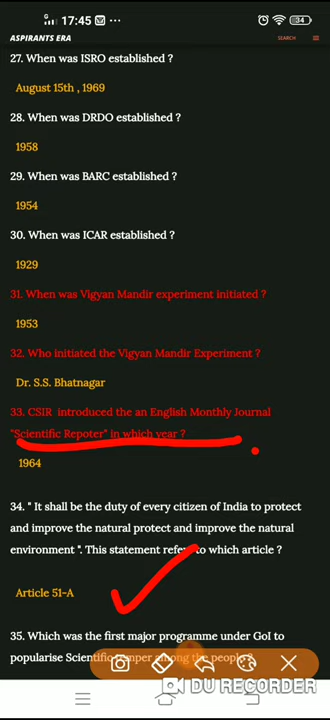 17:45
34
ASPIRANTS ERA
SEARCH
27. When was ISRO established ?
August 15th , 1969
28. When was DRDO established ?
1958
29. When was BARC established ?
1954
30. When was ICAR established ?
1929
31. When was Vigyan Mandir experiment initiated ?
1953
32. Who initiated the Vigyan Mandir Experiment ?
Dr. S.S. Bhatnagar
33. CSIR introduced the an English Monthly Journal
"Scientific Repoter" in which year ?
1964
34. " It shall be the duty of every citizen of India to protect
and improve the natural protect and improve the natural
environment ". This statement refers to which article ?
Article 51-A
35. Which was the first major programme under GoI to
popularise Scientific temper among the people ?
DU RECORDER